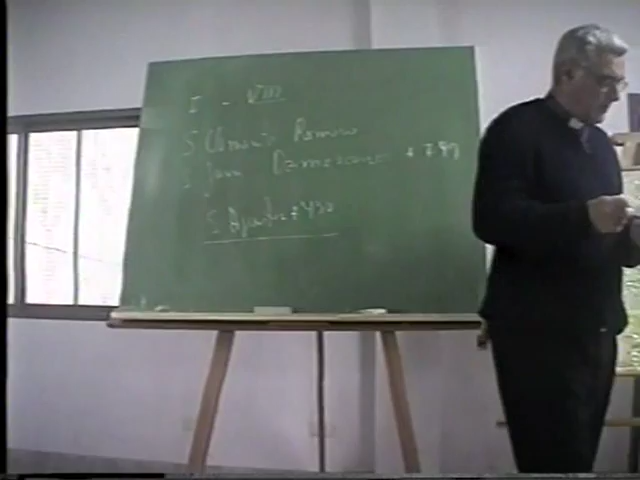 I - VIII
S Clemente Romano
S Juan Damasceno + 749
S Agustín + 430